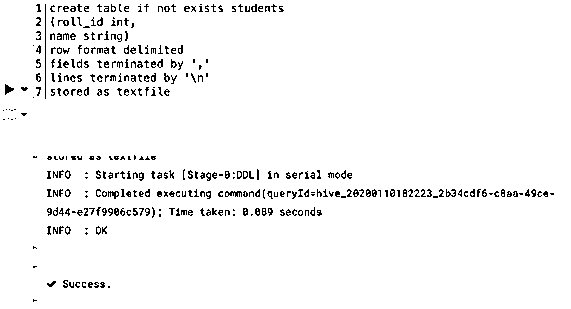 1 create table if not exists students
2 (roll_id int,
3 name string)
4 row format delimited
5 fields terminated by ','
6 lines terminated by '\n'
7 stored as textfile
stored as textfile
INFO : Starting task [Stage-0:DDL] in serial mode
INFO : Completed executing command(queryId=hive_20200110182223_2b34cdf6-c8aa-49ce-
9d44-e27f9906c579); Time taken: 0.089 seconds
INFO : OK
✔ Success.